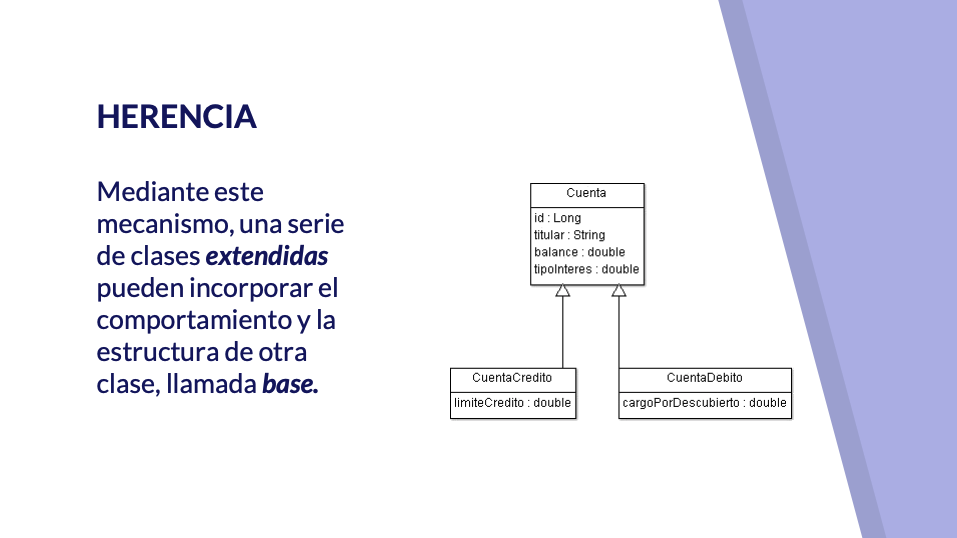 HERENCIA
Mediante este
mecanismo, una serie
de clases extendidas
pueden incorporar el
comportamiento y la
estructura de otra
clase, llamada base.
Cuenta
id : Long
titular : String
balance : double
tipoInteres : double
CuentaCredito
limiteCredito : double
CuentaDebito
cargoPorDescubierto : double